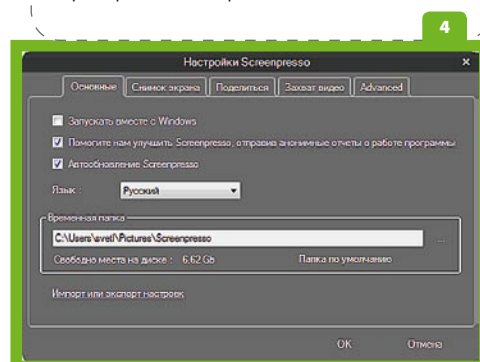 4
Настройки Screenpresso
Основные Снимок экрана Поделиться Захват видео Advanced
Запускать вместе с Windows
Помогите нам улучшить Screenpresso, отправив анонимные отчеты о работе программы
Автообновление Screenpresso
Язык : Русский
Временная папка
C:\Users\svetl\Pictures\Screenpresso ...
Свободно места на диске : 6,62 Gb Папка по умолчанию
Импорт или экспорт настроек
OK Отмена